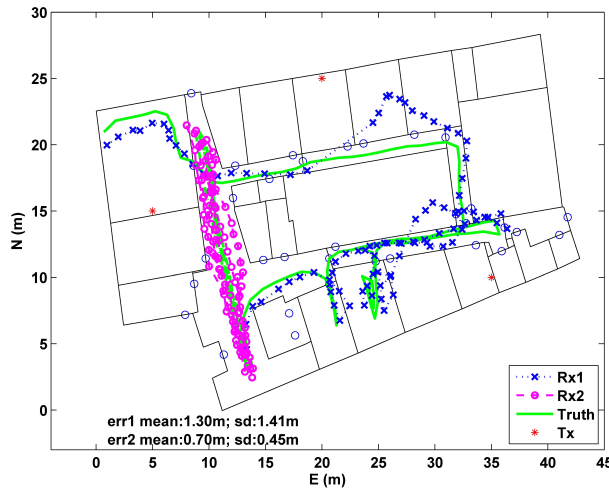 30
25
20
15
10
5
0
N (m)
Rx1
Rx2
Truth
Tx
err1 mean:1.30m; sd:1.41m
err2 mean:0.70m; sd:0.45m
0 5 10 15 20 25 30 35 40 45
E (m)